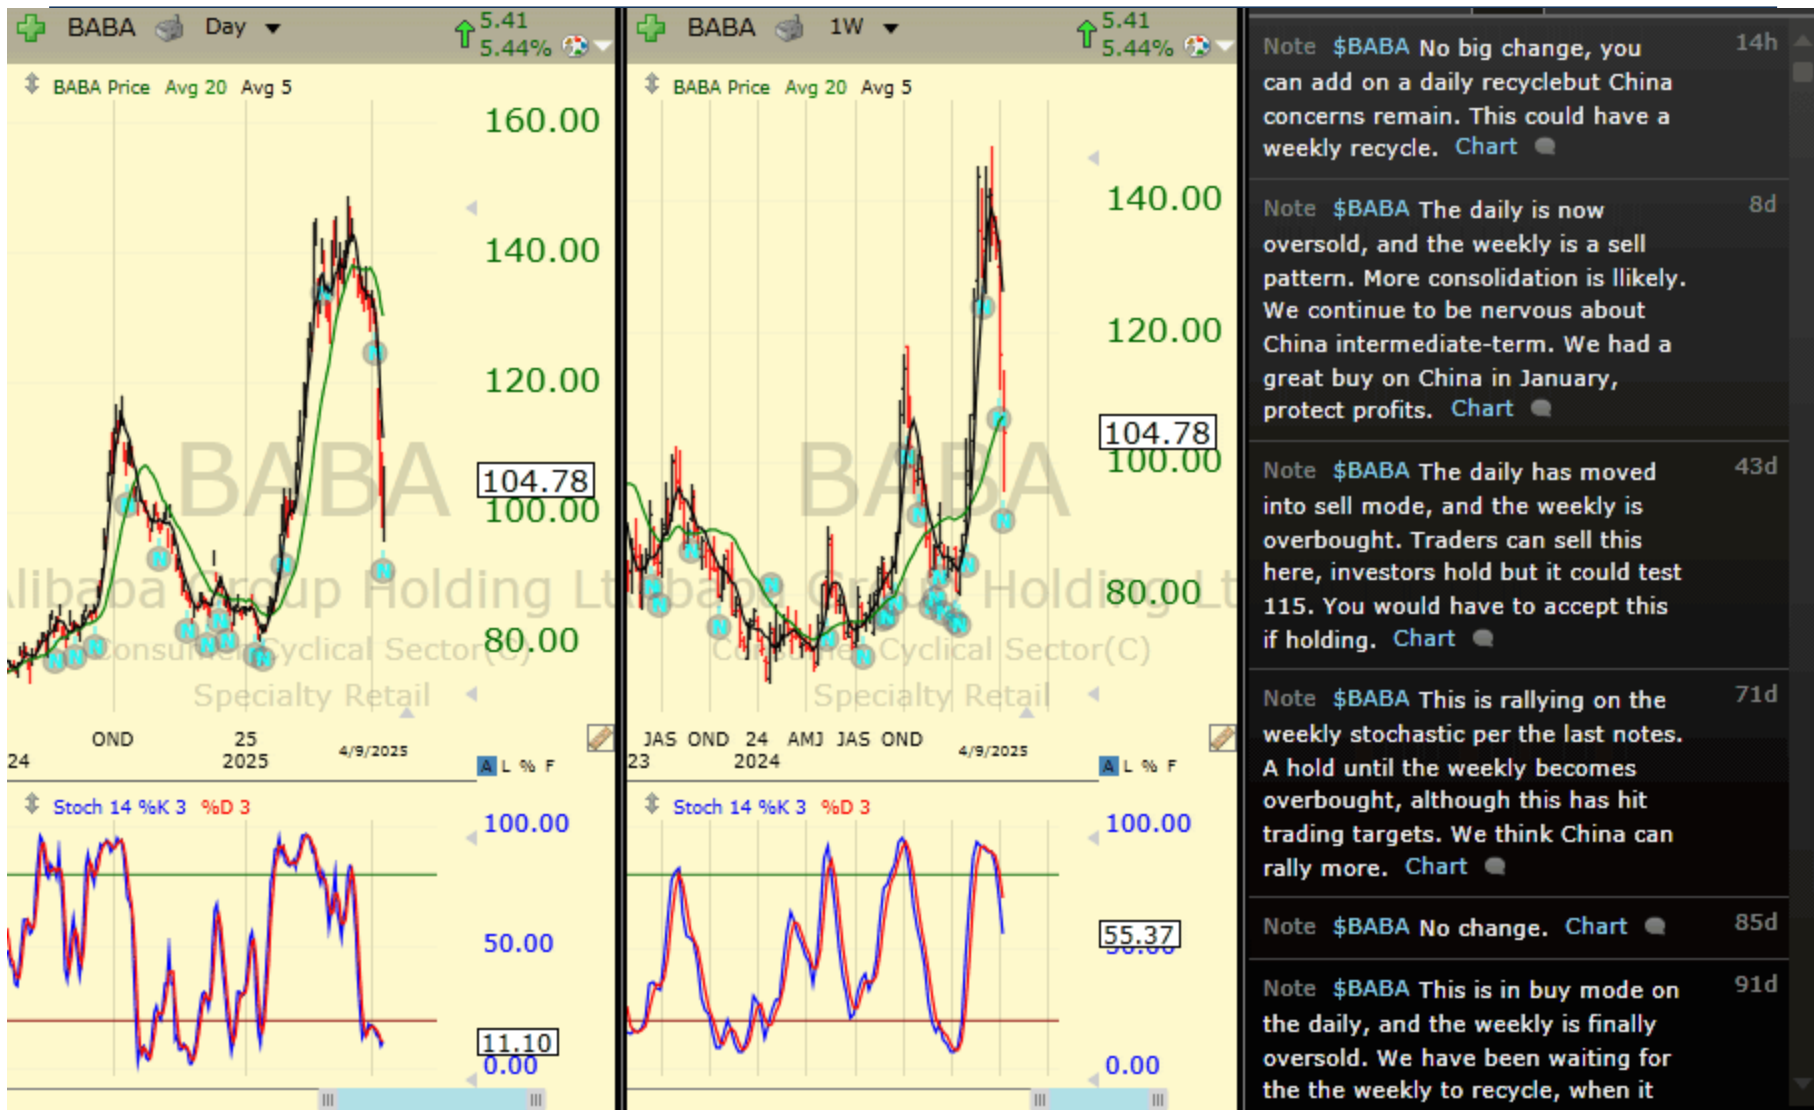 BABA Day 5.41
5.44%
BABA Price Avg 20 Avg 5
160.00
140.00
120.00
104.78
100.00
80.00
BABA
Alibaba Group Holding Lt
Consumer Cyclical Sector(C)
Specialty Retail
OND 25
24 2025 4/9/2025
A L % F
Stoch 14 %K 3 %D 3
100.00
50.00
11.10
0.00
BABA 1W 5.41
5.44%
BABA Price Avg 20 Avg 5
140.00
120.00
104.78
100.00
80.00
BABA
Alibaba Group Holding Lt
Consumer Cyclical Sector(C)
Specialty Retail
JAS OND 24 AMJ JAS OND
23 2024 4/9/2025
A L % F
Stoch 14 %K 3 %D 3
100.00
55.37
50.00
0.00
Note $BABA No big change, you 14h
can add on a daily recyclebut China
concerns remain. This could have a
weekly recycle. Chart
Note $BABA The daily is now 8d
oversold, and the weekly is a sell
pattern. More consolidation is llikely.
We continue to be nervous about
China intermediate-term. We had a
great buy on China in January,
protect profits. Chart
Note $BABA The daily has moved 43d
into sell mode, and the weekly is
overbought. Traders can sell this
here, investors hold but it could test
115. You would have to accept this
if holding. Chart
Note $BABA This is rallying on the 71d
weekly stochastic per the last notes.
A hold until the weekly becomes
overbought, although this has hit
trading targets. We think China can
rally more. Chart
Note $BABA No change. Chart 85d
Note $BABA This is in buy mode on 91d
the daily, and the weekly is finally
oversold. We have been waiting for
the the weekly to recycle, when it